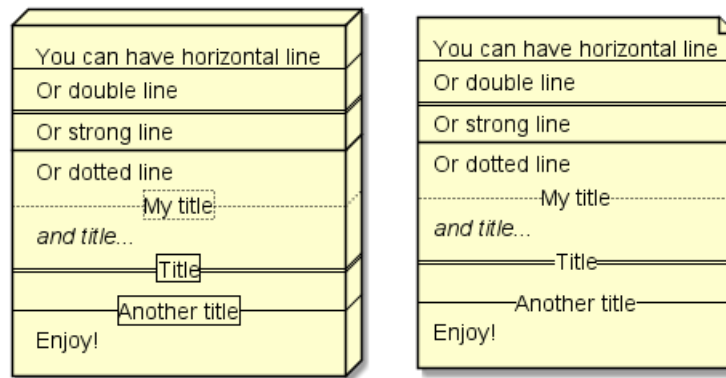 You can have horizontal line
Or double line
Or strong line
Or dotted line
My title
and title...
Title
Another title
Enjoy!
You can have horizontal line
Or double line
Or strong line
Or dotted line
My title
and title...
Title
Another title
Enjoy!